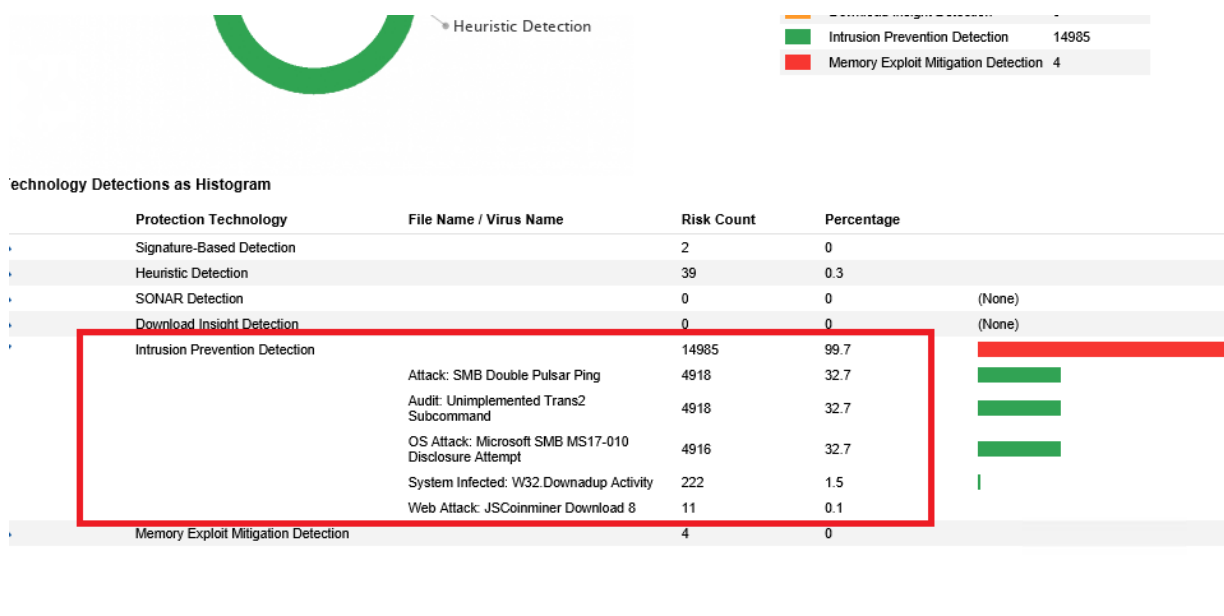 Heuristic Detection
Intrusion Prevention Detection 14985
Memory Exploit Mitigation Detection 4
echnology Detections as Histogram
Protection Technology File Name / Virus Name Risk Count Percentage
Signature-Based Detection 2 0
Heuristic Detection 39 0.3
SONAR Detection 0 0 (None)
Download Insight Detection 0 0 (None)
Intrusion Prevention Detection 14985 99.7
Attack: SMB Double Pulsar Ping 4918 32.7
Audit: Unimplemented Trans2
Subcommand 4918 32.7
OS Attack: Microsoft SMB MS17-010
Disclosure Attempt 4916 32.7
System Infected: W32.Downadup Activity 222 1.5
Web Attack: JSCoinminer Download 8 11 0.1
Memory Exploit Mitigation Detection 4 0